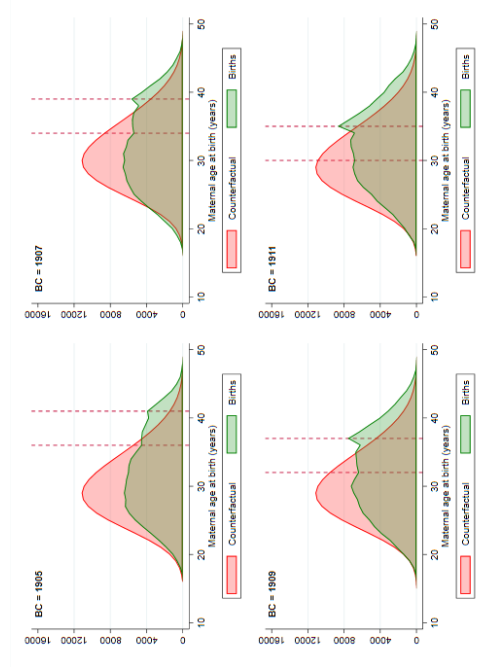 BC = 1905
16000
12000
8000
4000
0
10 20 30 40 50
Maternal age at birth (years)
Counterfactual Births
BC = 1907
16000
12000
8000
4000
0
10 20 30 40 50
Maternal age at birth (years)
Counterfactual Births
BC = 1909
16000
12000
8000
4000
0
10 20 30 40 50
Maternal age at birth (years)
Counterfactual Births
BC = 1911
16000
12000
8000
4000
0
10 20 30 40 50
Maternal age at birth (years)
Counterfactual Births